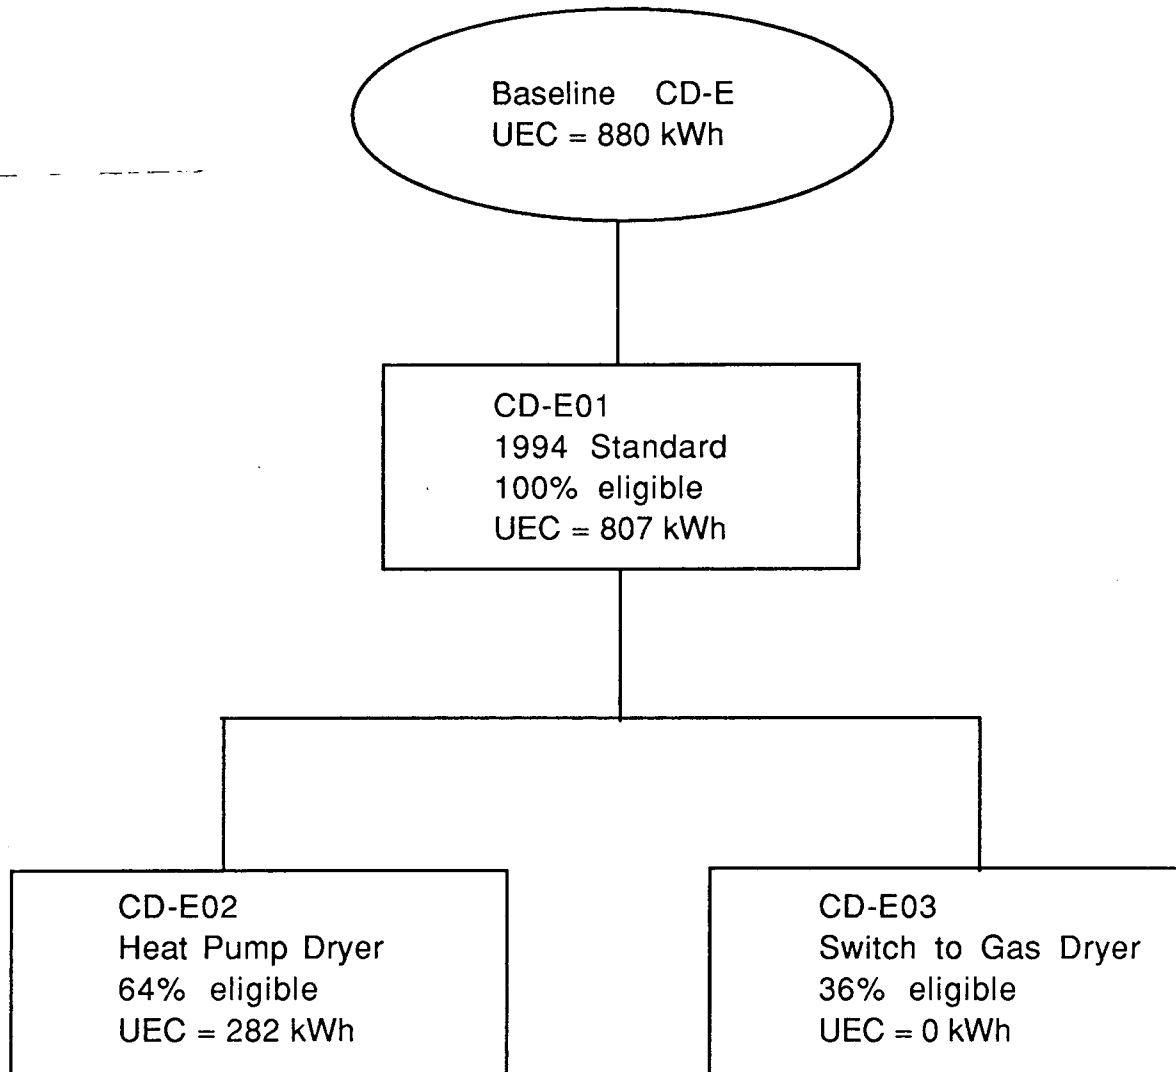 Baseline CD-E
UEC = 880 kWh
CD-E01
1994 Standard
100% eligible
UEC = 807 kWh
CD-E02
Heat Pump Dryer
64% eligible
UEC = 282 kWh
CD-E03
Switch to Gas Dryer
36% eligible
UEC = 0 kWh